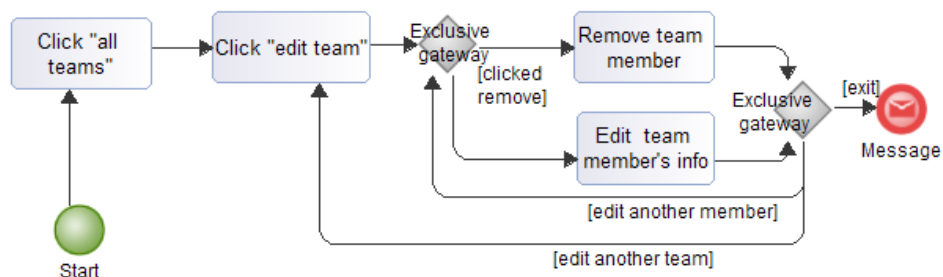 Click "all
teams"
Click "edit team"
Exclusive
gateway
[clicked
remove]
Remove team
member
Edit team
member's info
Exclusive
gateway
[exit]
Message
[edit another member]
[edit another team]
Start